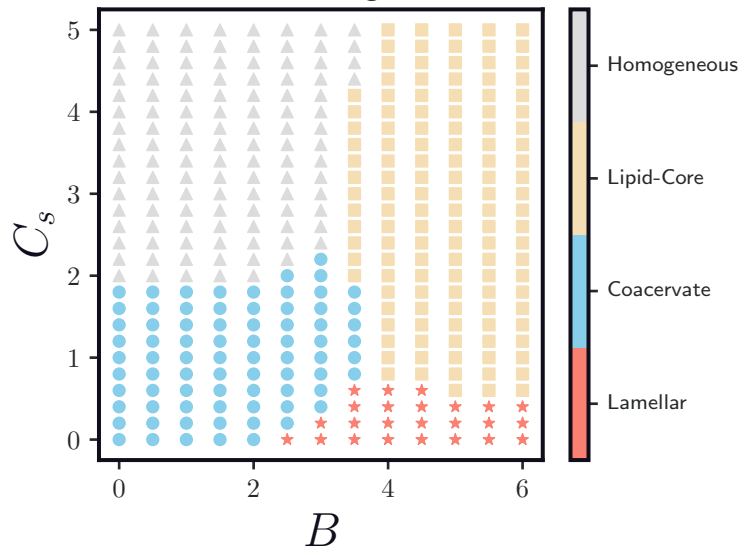 5
4
3
2
1
0
C_s
0 2 4 6
B
Homogeneous
Lipid-Core
Coacervate
Lamellar